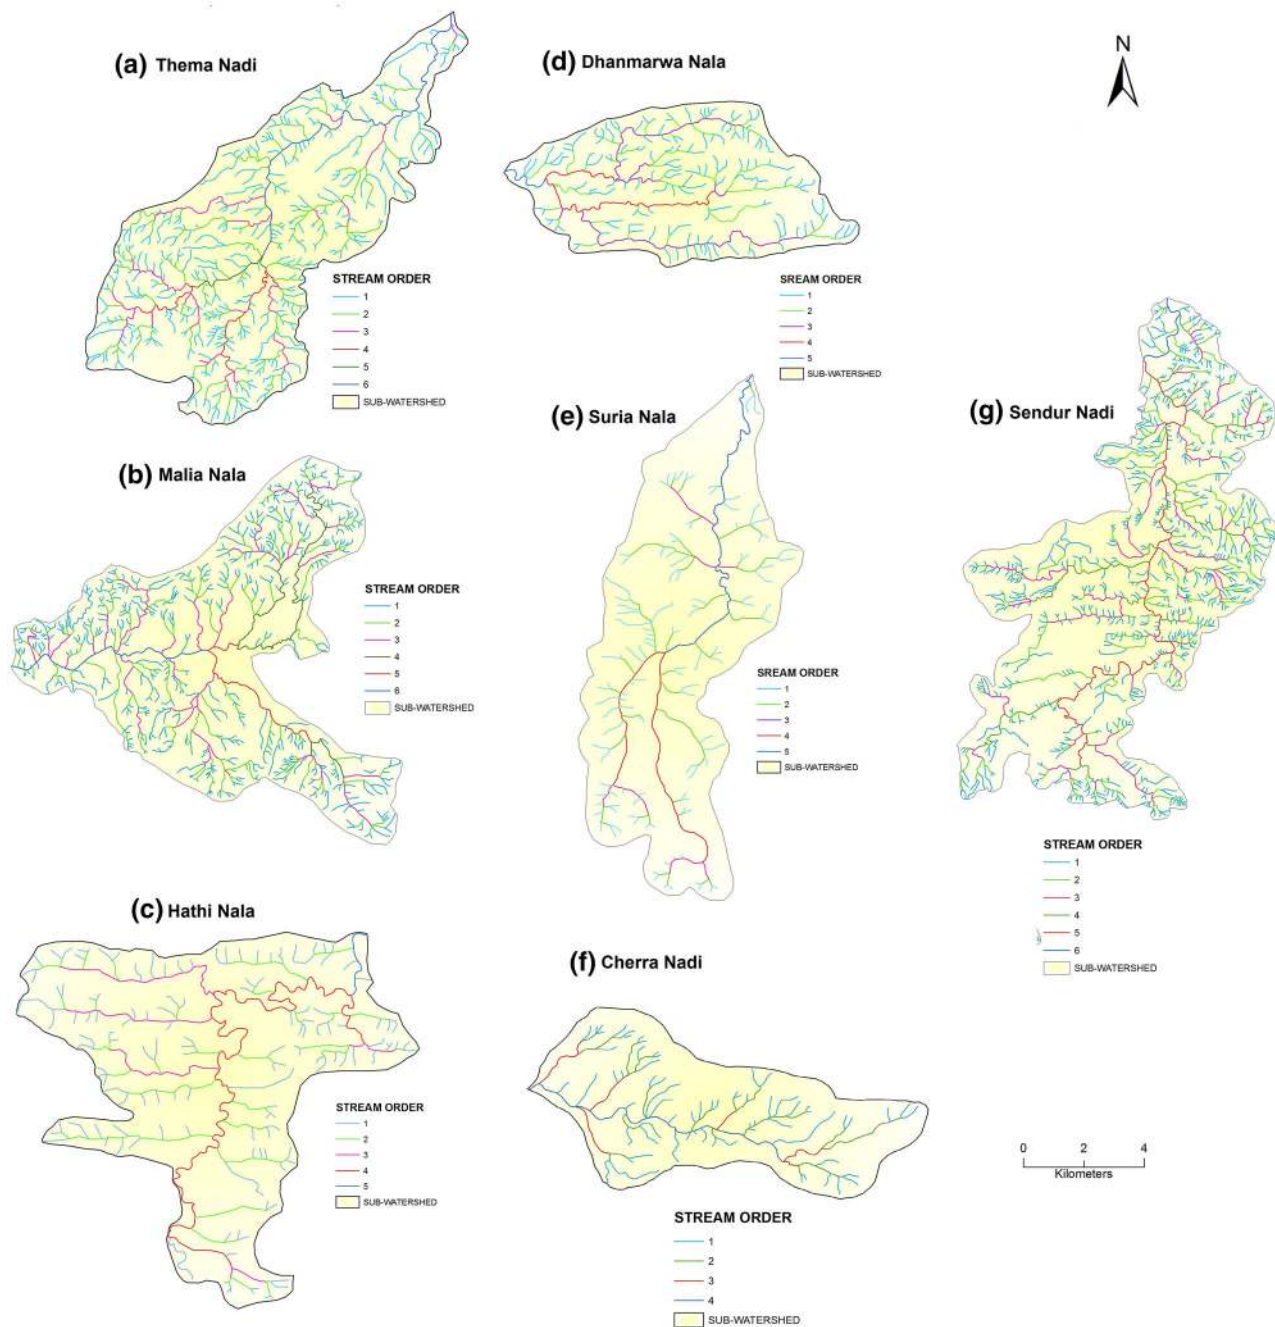 (a) Thema Nadi
STREAM ORDER
1
2
3
4
5
6
SUB-WATERSHED
(b) Malia Nala
STREAM ORDER
1
2
3
4
5
6
SUB-WATERSHED
(c) Hathi Nala
STREAM ORDER
1
2
3
4
5
SUB-WATERSHED
(d) Dhanmarwa Nala
SREAM ORDER
1
2
3
4
5
SUB-WATERSHED
(e) Suria Nala
SREAM ORDER
1
2
3
4
5
SUB-WATERSHED
(f) Cherra Nadi
STREAM ORDER
1
2
3
4
SUB-WATERSHED
N
(g) Sendur Nadi
STREAM ORDER
1
2
3
4
5
6
SUB-WATERSHED
0 2 4
Kilometers